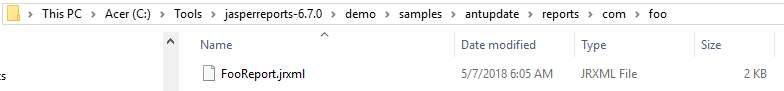 This PC > Acer (C:) > Tools > jasperreports-6.7.0 > demo > samples > antupdate > reports > com > foo
Name Date modified Type Size
FooReport.jrxml 5/7/2018 6:05 AM JRXML File 2 KB
ts